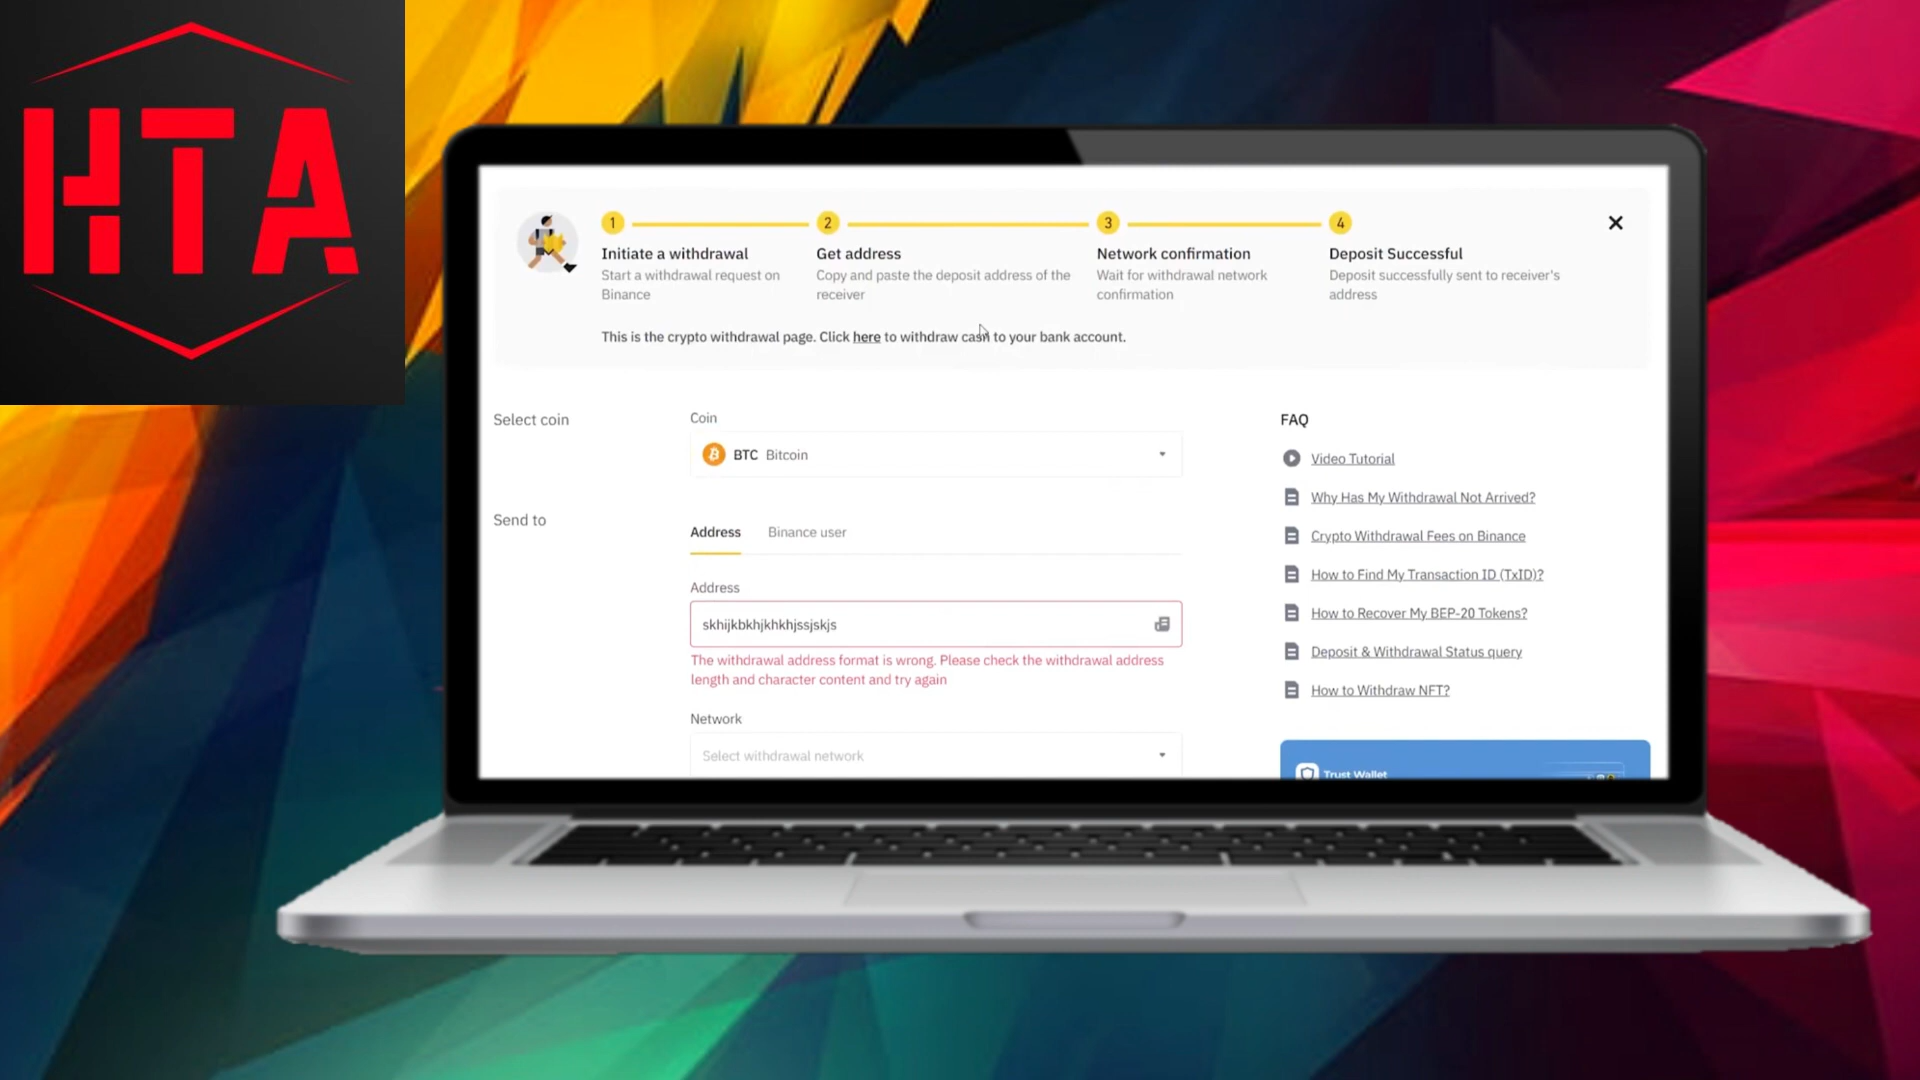 HTA
1
2
3
4
Initiate a withdrawal
Start a withdrawal request on
Binance
Get address
Copy and paste the deposit address of the
receiver
Network confirmation
Wait for withdrawal network
confirmation
Deposit Successful
Deposit successfully sent to receiver's
address
This is the crypto withdrawal page. Click here to withdraw cash to your bank account.
Select coin
Coin
BTC Bitcoin
Send to
Address Binance user
Address
skhijkbkhjkhkhjssjskjs
The withdrawal address format is wrong. Please check the withdrawal address
length and character content and try again
Network
Select withdrawal network
FAQ
Video Tutorial
Why Has My Withdrawal Not Arrived?
Crypto Withdrawal Fees on Binance
How to Find My Transaction ID (TxID)?
How to Recover My BEP-20 Tokens?
Deposit & Withdrawal Status query
How to Withdraw NFT?
Trust Wallet